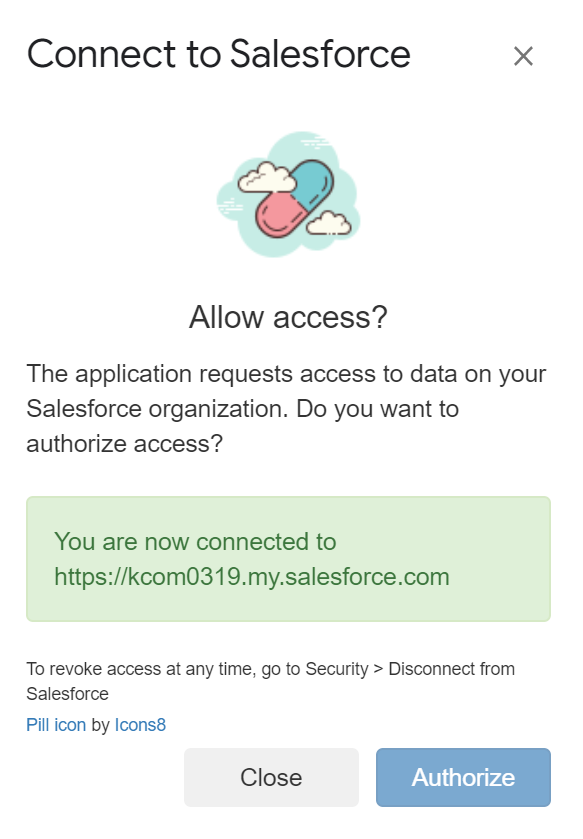 Connect to Salesforce
Allow access?
The application requests access to data on your
Salesforce organization. Do you want to
authorize access?
You are now connected to
https://kcom0319.my.salesforce.com
To revoke access at any time, go to Security > Disconnect from
Salesforce
Pill icon by Icons8
Close
Authorize